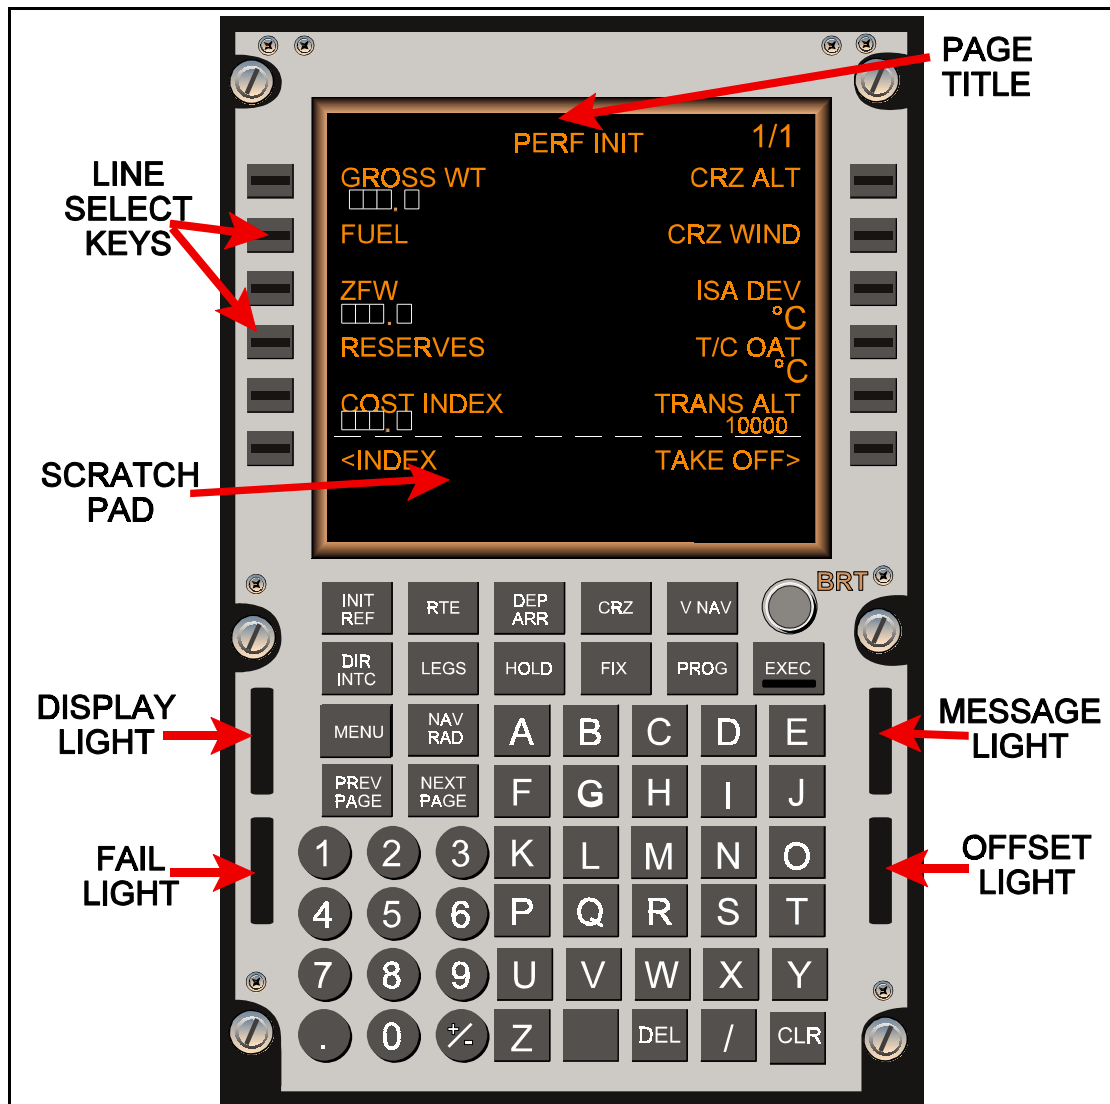 PAGE
TITLE
PERF INIT 1/1
LINE
SELECT
KEYS
GROSS WT CRZ ALT
.
FUEL CRZ WIND
ZFW ISA DEV
. °C
RESERVES T/C OAT
°C
COST INDEX TRANS ALT
. 10000
<INDEX TAKE OFF>
SCRATCH
PAD
BRT
INIT
REF
RTE
DEP
ARR
CRZ
V NAV
DIR
INTC
LEGS
HOLD
FIX
PROG
EXEC
DISPLAY
LIGHT
MESSAGE
LIGHT
MENU
NAV
RAD
A B C D E
PREV
PAGE
NEXT
PAGE
F G H I J
FAIL
LIGHT
OFFSET
LIGHT
1 2 3 K L M N O
4 5 6 P Q R S T
7 8 9 U V W X Y
. 0 +/- Z DEL / CLR